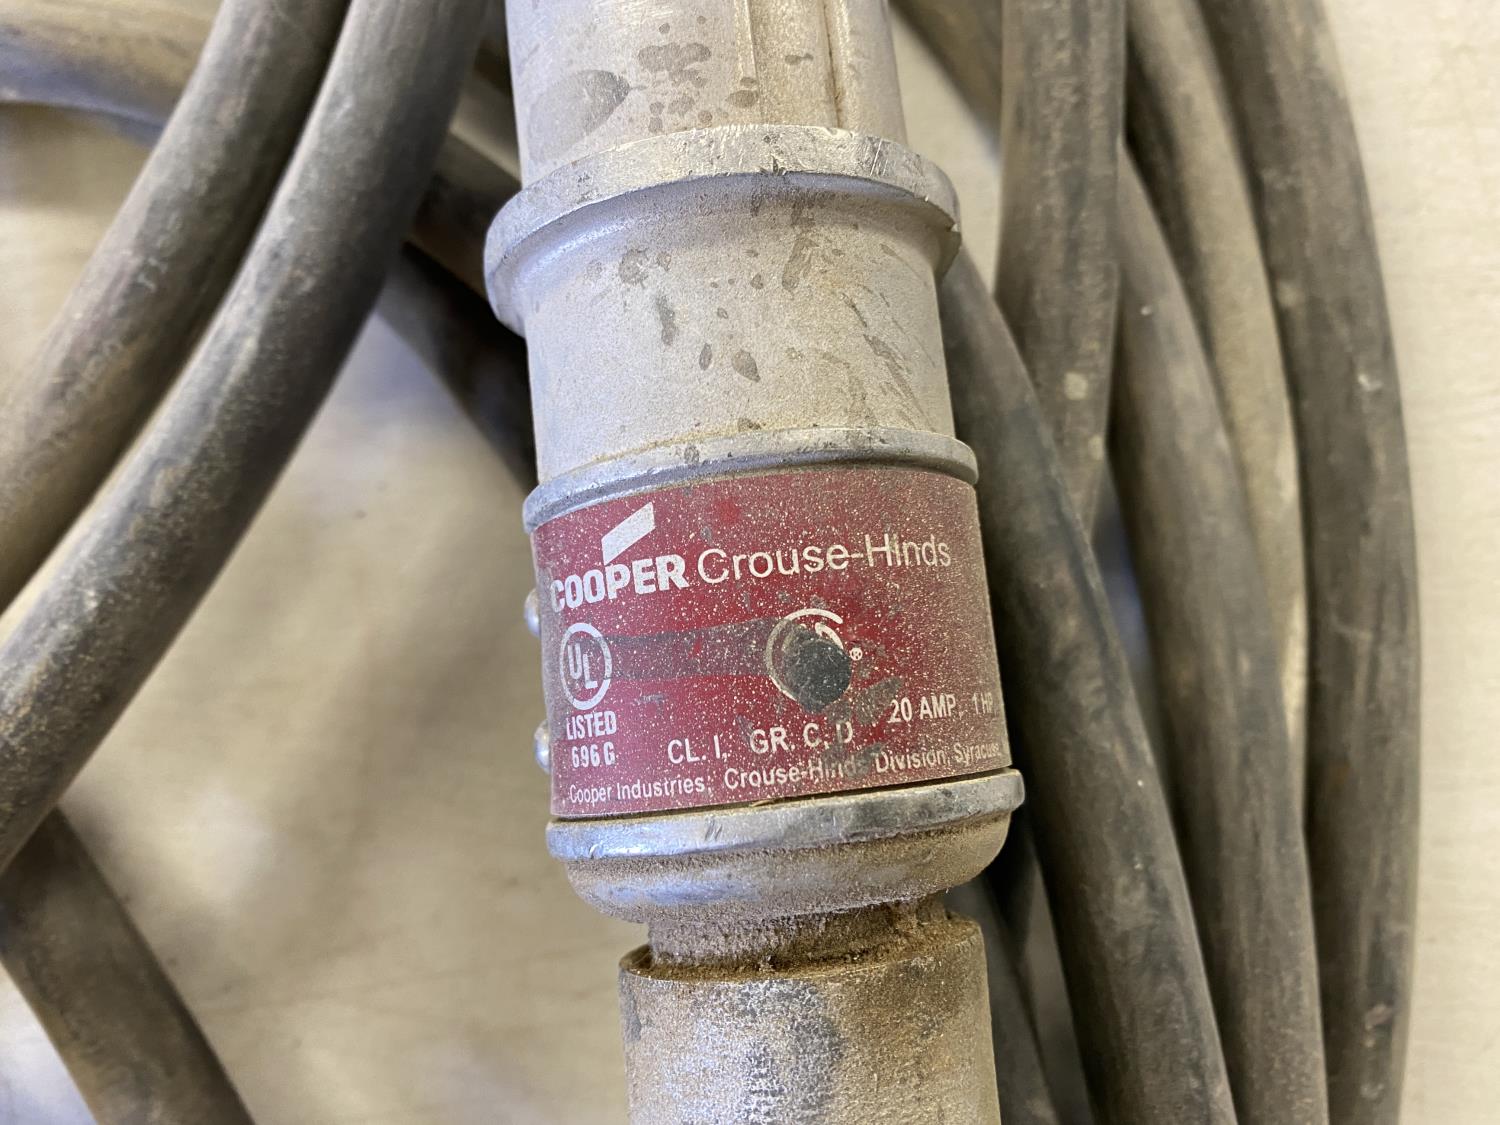 COOPER Crouse-Hinds
UL ®
LISTED
696G
CL. I, GR. C, D 20 AMP, 1 HP
Cooper Industries, Crouse-Hinds Division, Syracuse